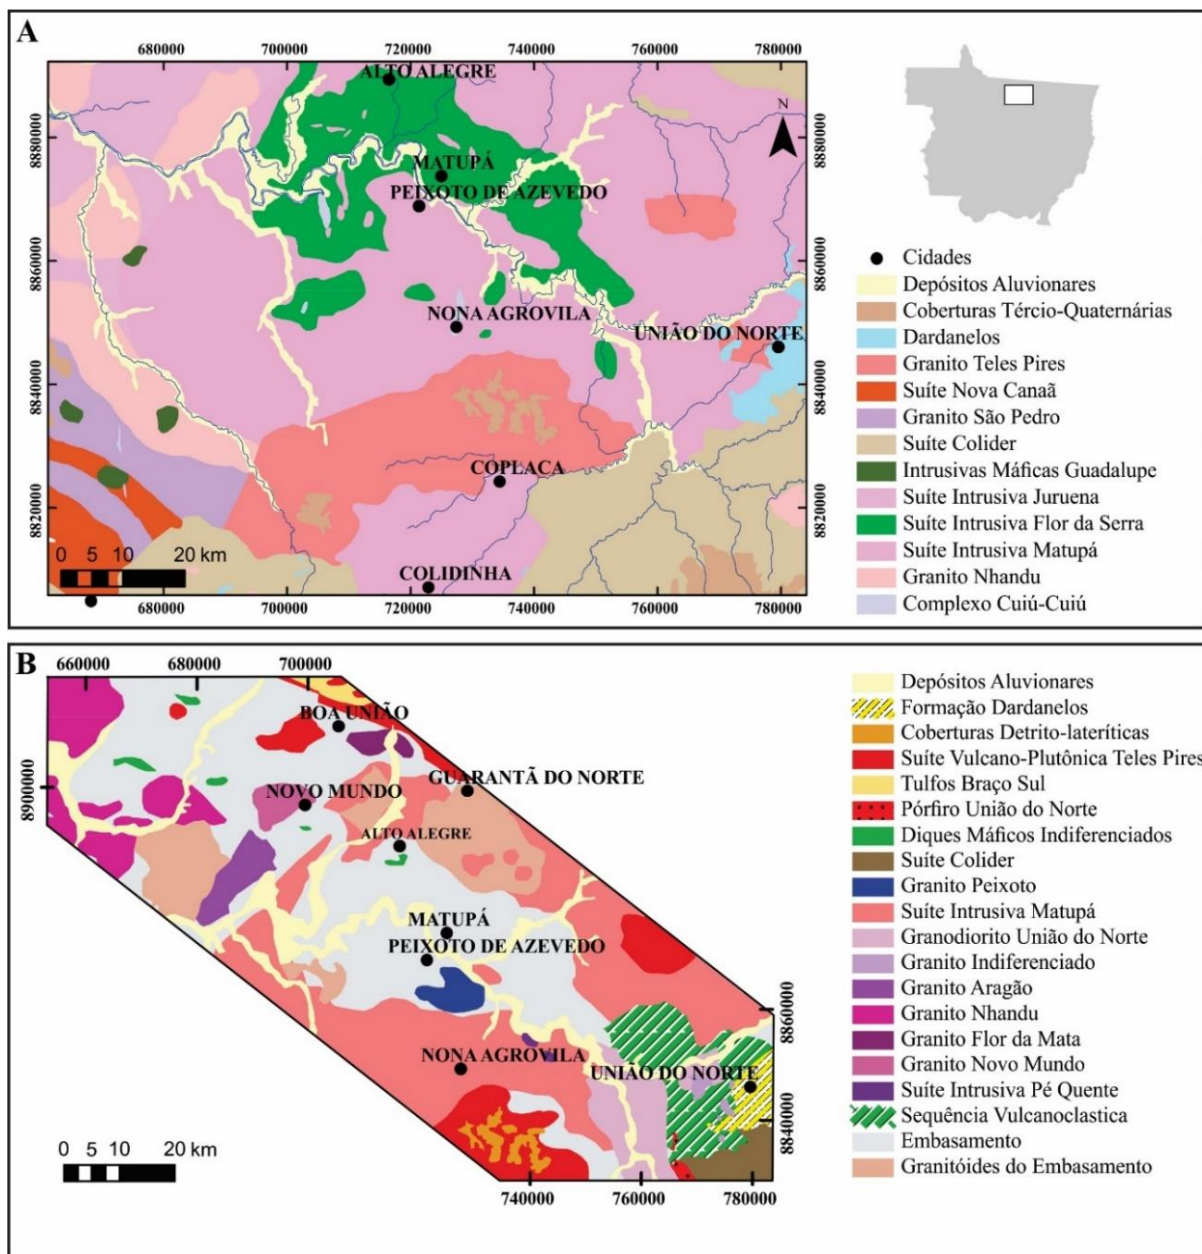 A
680000 700000 720000 740000 760000 780000
ALTO ALEGRE
N
8880000
8880000
MATUPÁ
PEIXOTO DE AZEVEDO
8860000
8860000
NONA AGROVILA
UNIÃO DO NORTE
8840000
8840000
COPLACA
8820000
8820000
0 5 10 20 km
COLIDINHA
680000 700000 720000 740000 760000 780000
Cidades
Depósitos Aluvionares
Coberturas Tércio-Quaternárias
Dardanelos
Granito Teles Pires
Suíte Nova Canaã
Granito São Pedro
Suíte Colider
Intrusivas Máficas Guadalupe
Suíte Intrusiva Juruena
Suíte Intrusiva Flor da Serra
Suíte Intrusiva Matupá
Granito Nhandu
Complexo Cuiú-Cuiú
B
660000 680000 700000
BOA UNIÃO
GUARANTÃ DO NORTE
8900000
NOVO MUNDO
ALTO ALEGRE
MATUPÁ
PEIXOTO DE AZEVEDO
8860000
NONA AGROVILA
UNIÃO DO NORTE
8840000
0 5 10 20 km
740000 760000 780000
Depósitos Aluvionares
Formação Dardanelos
Coberturas Detrito-lateríticas
Suíte Vulcano-Plutônica Teles Pires
Tulfos Braço Sul
Pórfiro União do Norte
Diques Máficos Indiferenciados
Suíte Colider
Granito Peixoto
Suíte Intrusiva Matupá
Granodiorito União do Norte
Granito Indiferenciado
Granito Aragão
Granito Nhandu
Granito Flor da Mata
Granito Novo Mundo
Suíte Intrusiva Pé Quente
Sequência Vulcanoclastica
Embasamento
Granitóides do Embasamento